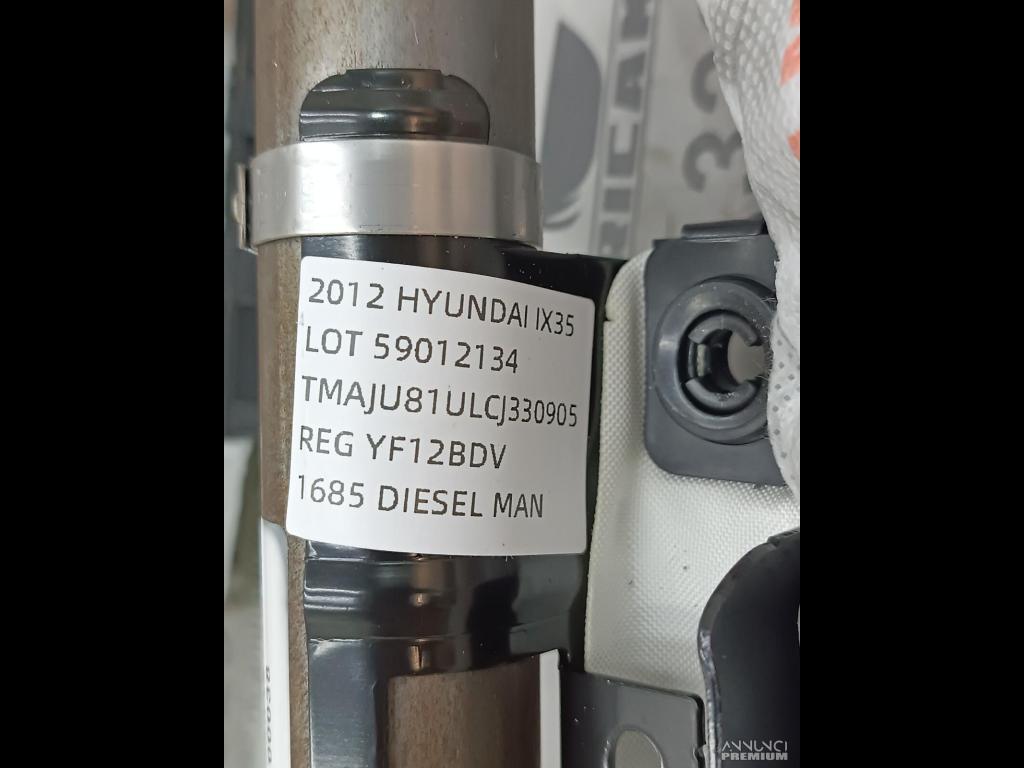 2012 HYUNDAI IX35
LOT 59012134
TMAJU81ULCJ330905
REG YF12BDV
1685 DIESEL MAN
ANNUNCI
PREMIUM